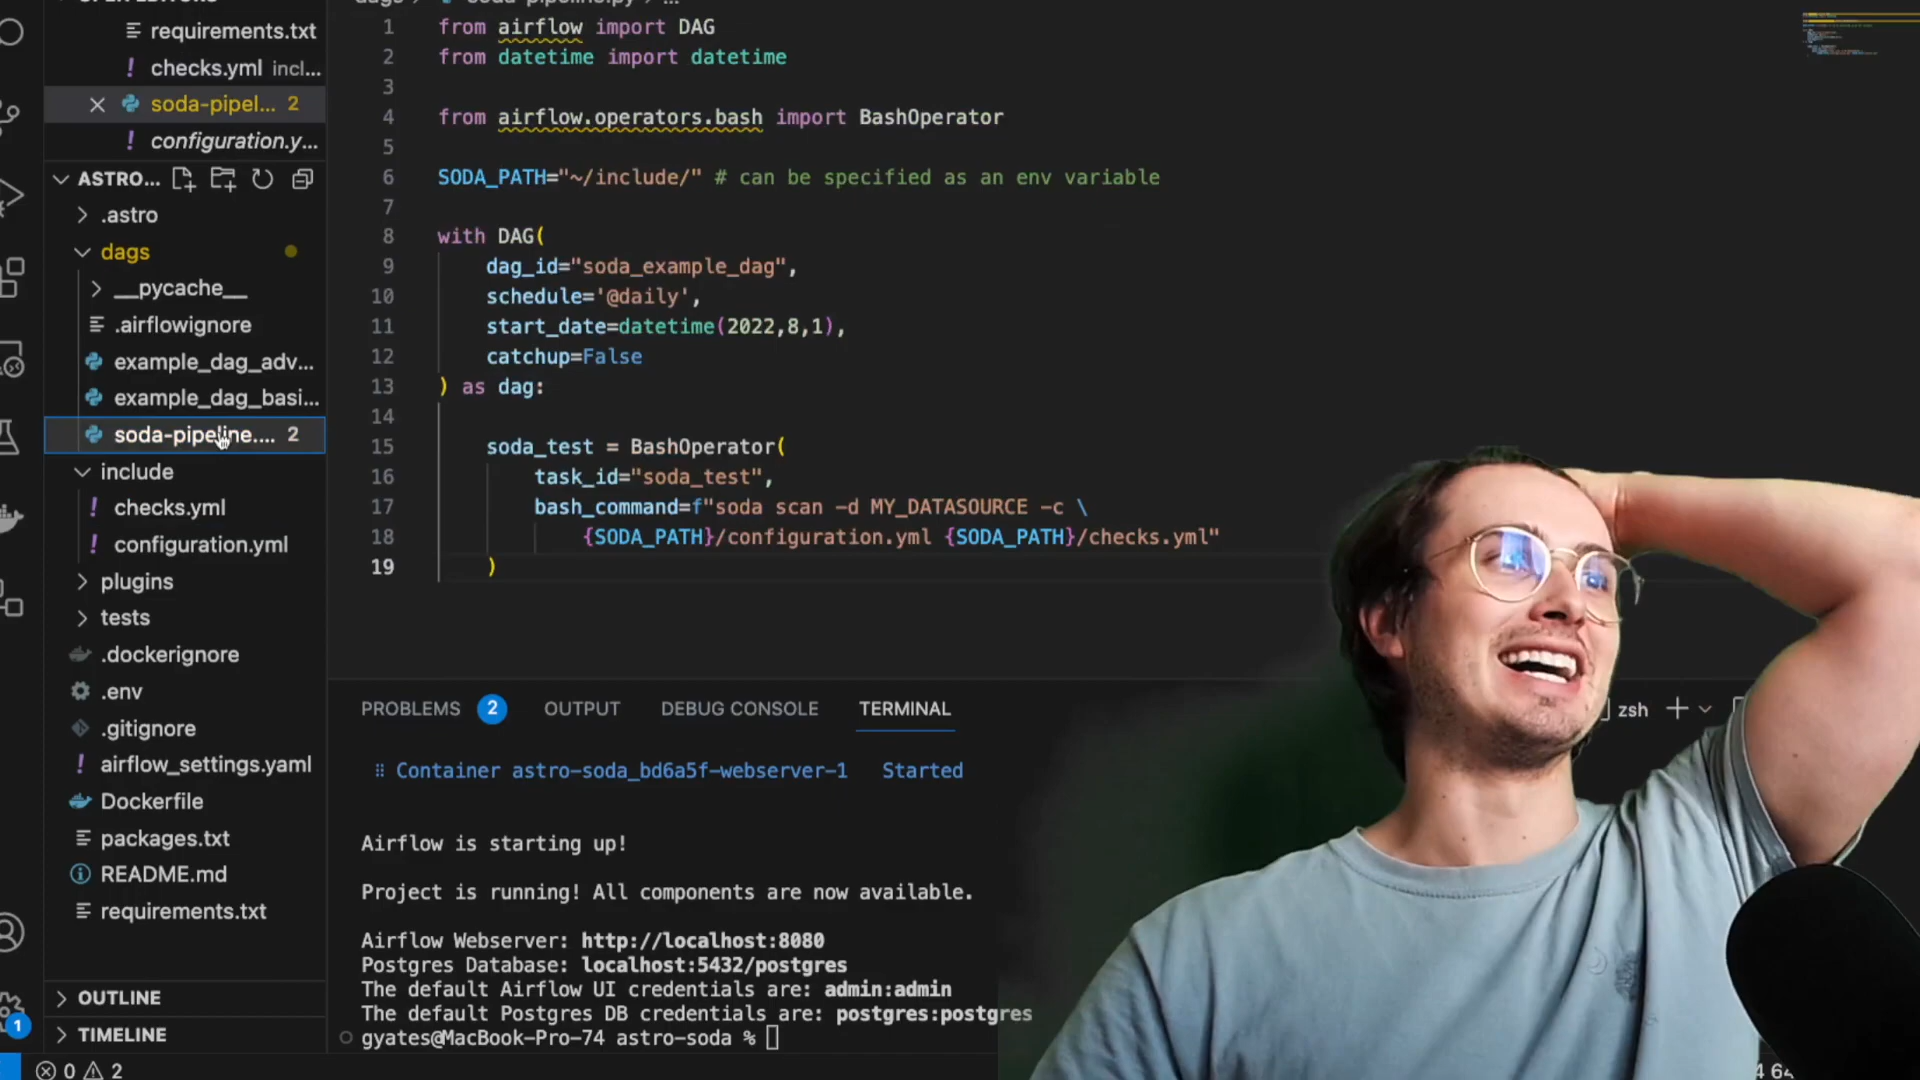 OPEN EDITORS
requirements.txt
checks.yml incl...
soda-pipel... 2
configuration.y...
ASTRO...
.astro
dags
__pycache__
.airflowignore
example_dag_adv...
example_dag_basi...
soda-pipeline.... 2
include
checks.yml
configuration.yml
plugins
tests
.dockerignore
.env
.gitignore
airflow_settings.yaml
Dockerfile
packages.txt
README.md
requirements.txt
OUTLINE
TIMELINE
1
0 2
dags > soda-pipeline.py > ...
1 from airflow import DAG
2 from datetime import datetime
3
4 from airflow.operators.bash import BashOperator
5
6 SODA_PATH="~/include/" # can be specified as an env variable
7
8 with DAG(
9 dag_id="soda_example_dag",
10 schedule='@daily',
11 start_date=datetime(2022,8,1),
12 catchup=False
13 ) as dag:
14
15 soda_test = BashOperator(
16 task_id="soda_test",
17 bash_command=f"soda scan -d MY_DATASOURCE -c \
18 {SODA_PATH}/configuration.yml {SODA_PATH}/checks.yml"
19 )
PROBLEMS 2 OUTPUT DEBUG CONSOLE TERMINAL
zsh
Container astro-soda_bd6a5f-webserver-1 Started
Airflow is starting up!
Project is running! All components are now available.
Airflow Webserver: http://localhost:8080
Postgres Database: localhost:5432/postgres
The default Airflow UI credentials are: admin:admin
The default Postgres DB credentials are: postgres:postgres
gyates@MacBook-Pro-74 astro-soda %